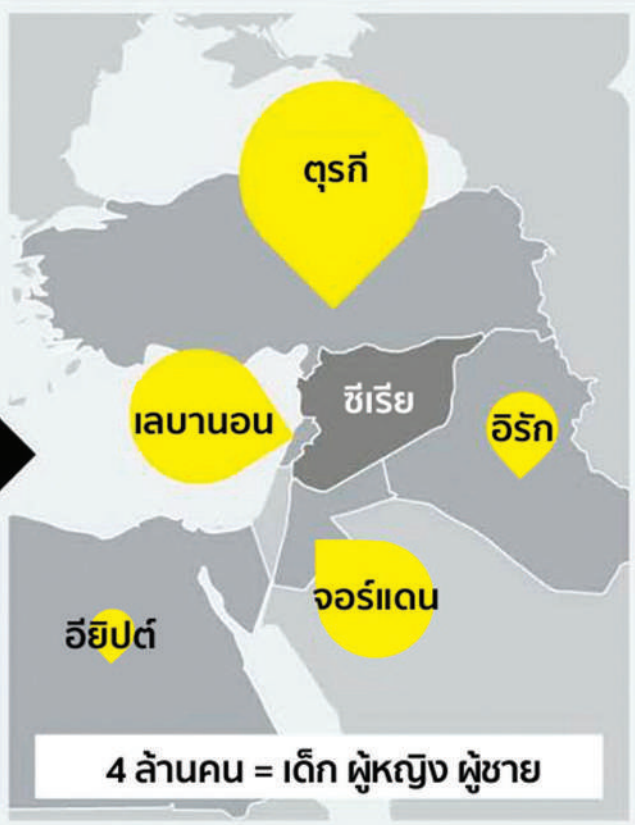 ตุรกี
ซีเรีย
เลบานอน
อิรัก
จอร์แดน
อียิปต์
4 ล้านคน = เด็ก ผู้หญิง ผู้ชาย